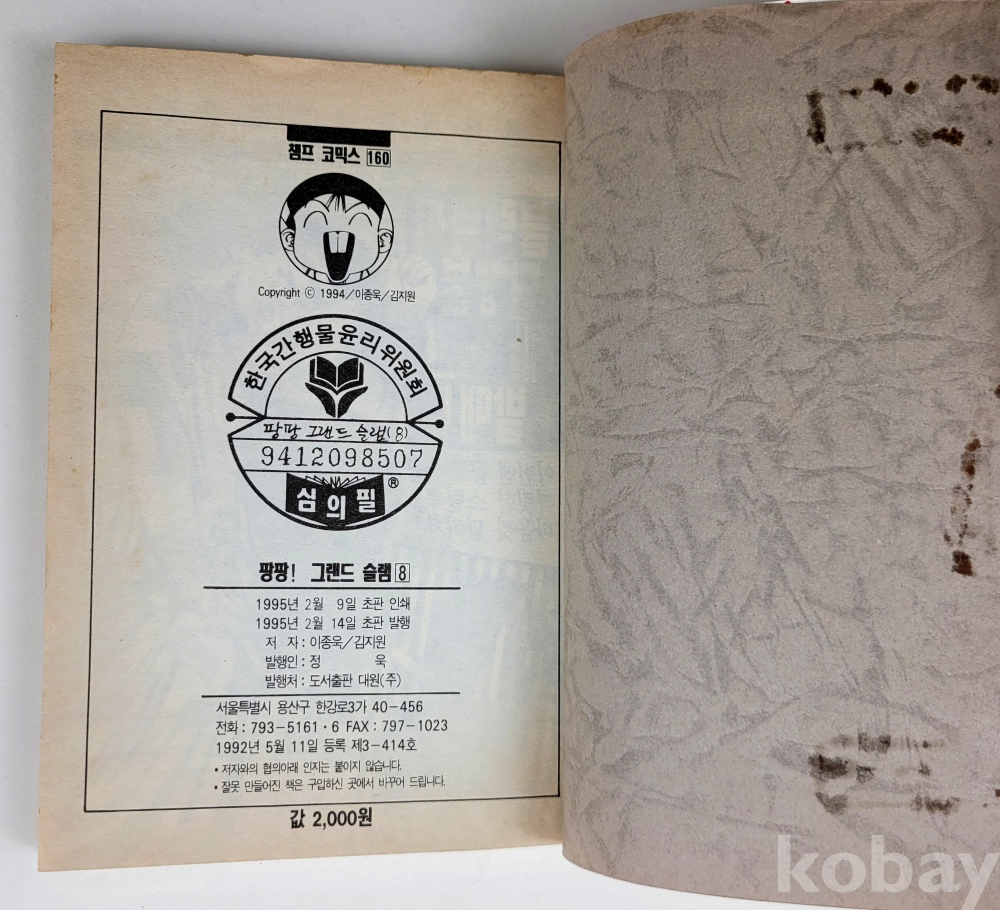 챔프 코믹스 160
Copyright © 1994/이종욱/김지원
한국간행물윤리위원회
팡팡 그랜드 슬램(8)
9412098507
심의필®
팡팡! 그랜드 슬램 8
1995년 2월 9일 초판 인쇄
1995년 2월 14일 초판 발행
저 자 : 이종욱/김지원
발행인 : 정 욱
발행처 : 도서출판 대원(주)
서울특별시 용산구 한강로3가 40-456
전화 : 793-5161·6 FAX : 797-1023
1992년 5월 11일 등록 제3-414호
• 저자와의 협의아래 인지는 붙이지 않습니다.
• 잘못 만들어진 책은 구입하신 곳에서 바꾸어 드립니다.
값 2,000원
kobay